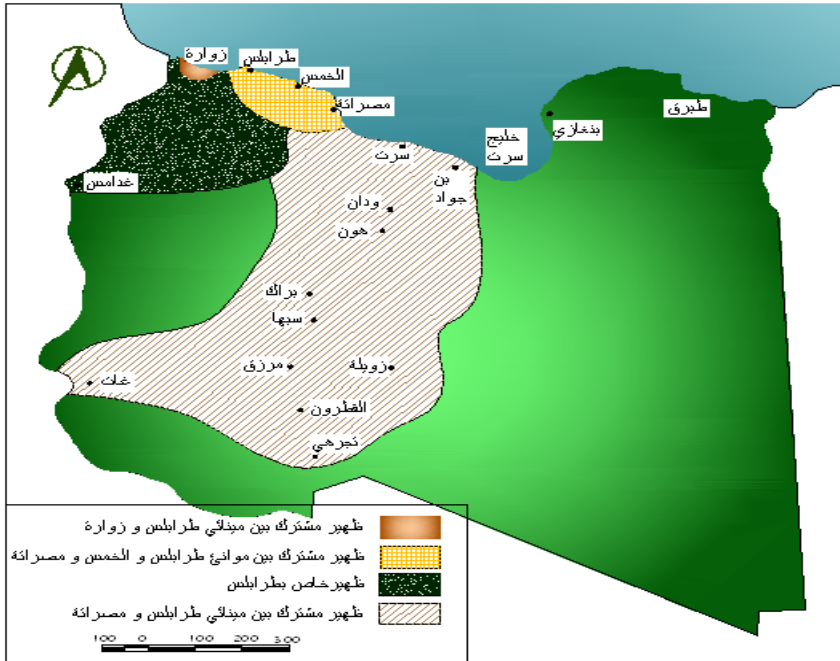 زوارة
طرابلس
الخمس
مصراتة
طبرق
بنغازي
خليج
سرت
سرت
بن
جواد
غدامس
ودان
هون
براك
سبها
مرزق
زويلة
غات
القطرون
تجرهي
ظهير مشترك بين مينائي طرابلس و زوارة
ظهير مشترك بين موانئ طرابلس و الخمس و مصراتة
ظهيرخاص بطرابلس
ظهير مشترك بين مينائي طرابلس و مصراتة
100 0 100 200 300